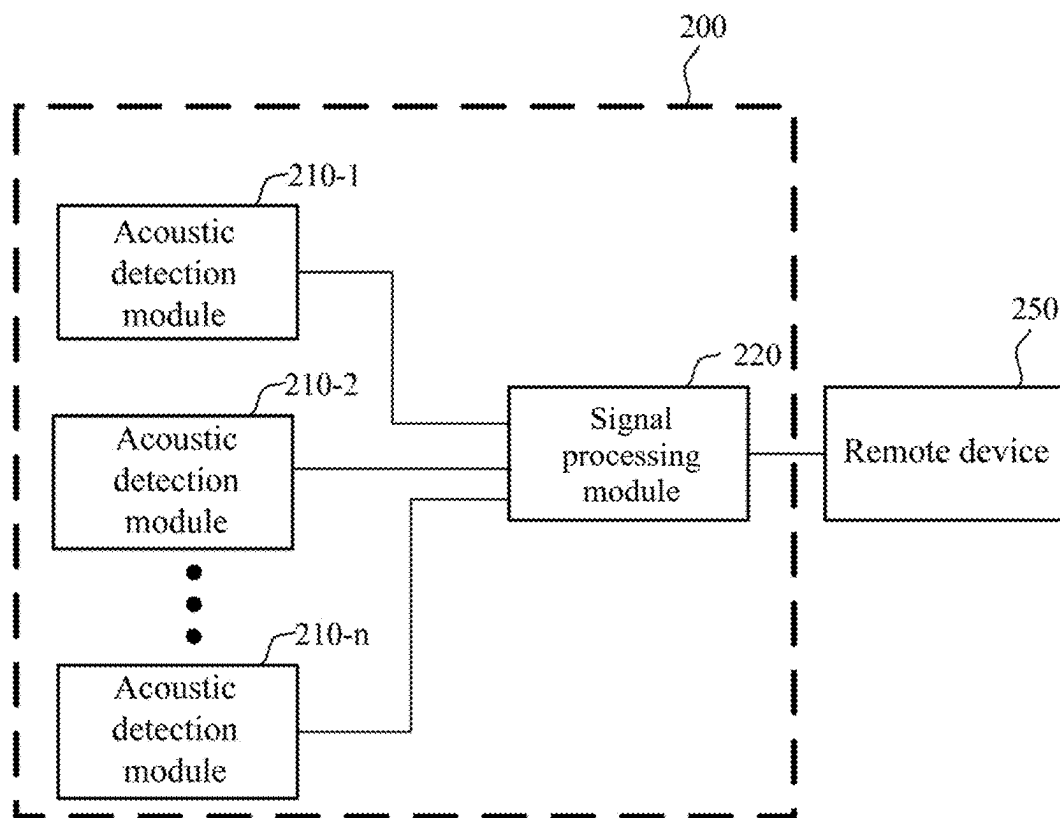 200
210-1
Acoustic
detection
module
250
220
210-2
Acoustic
detection
module
Signal
processing
module
Remote device
210-n
Acoustic
detection
module